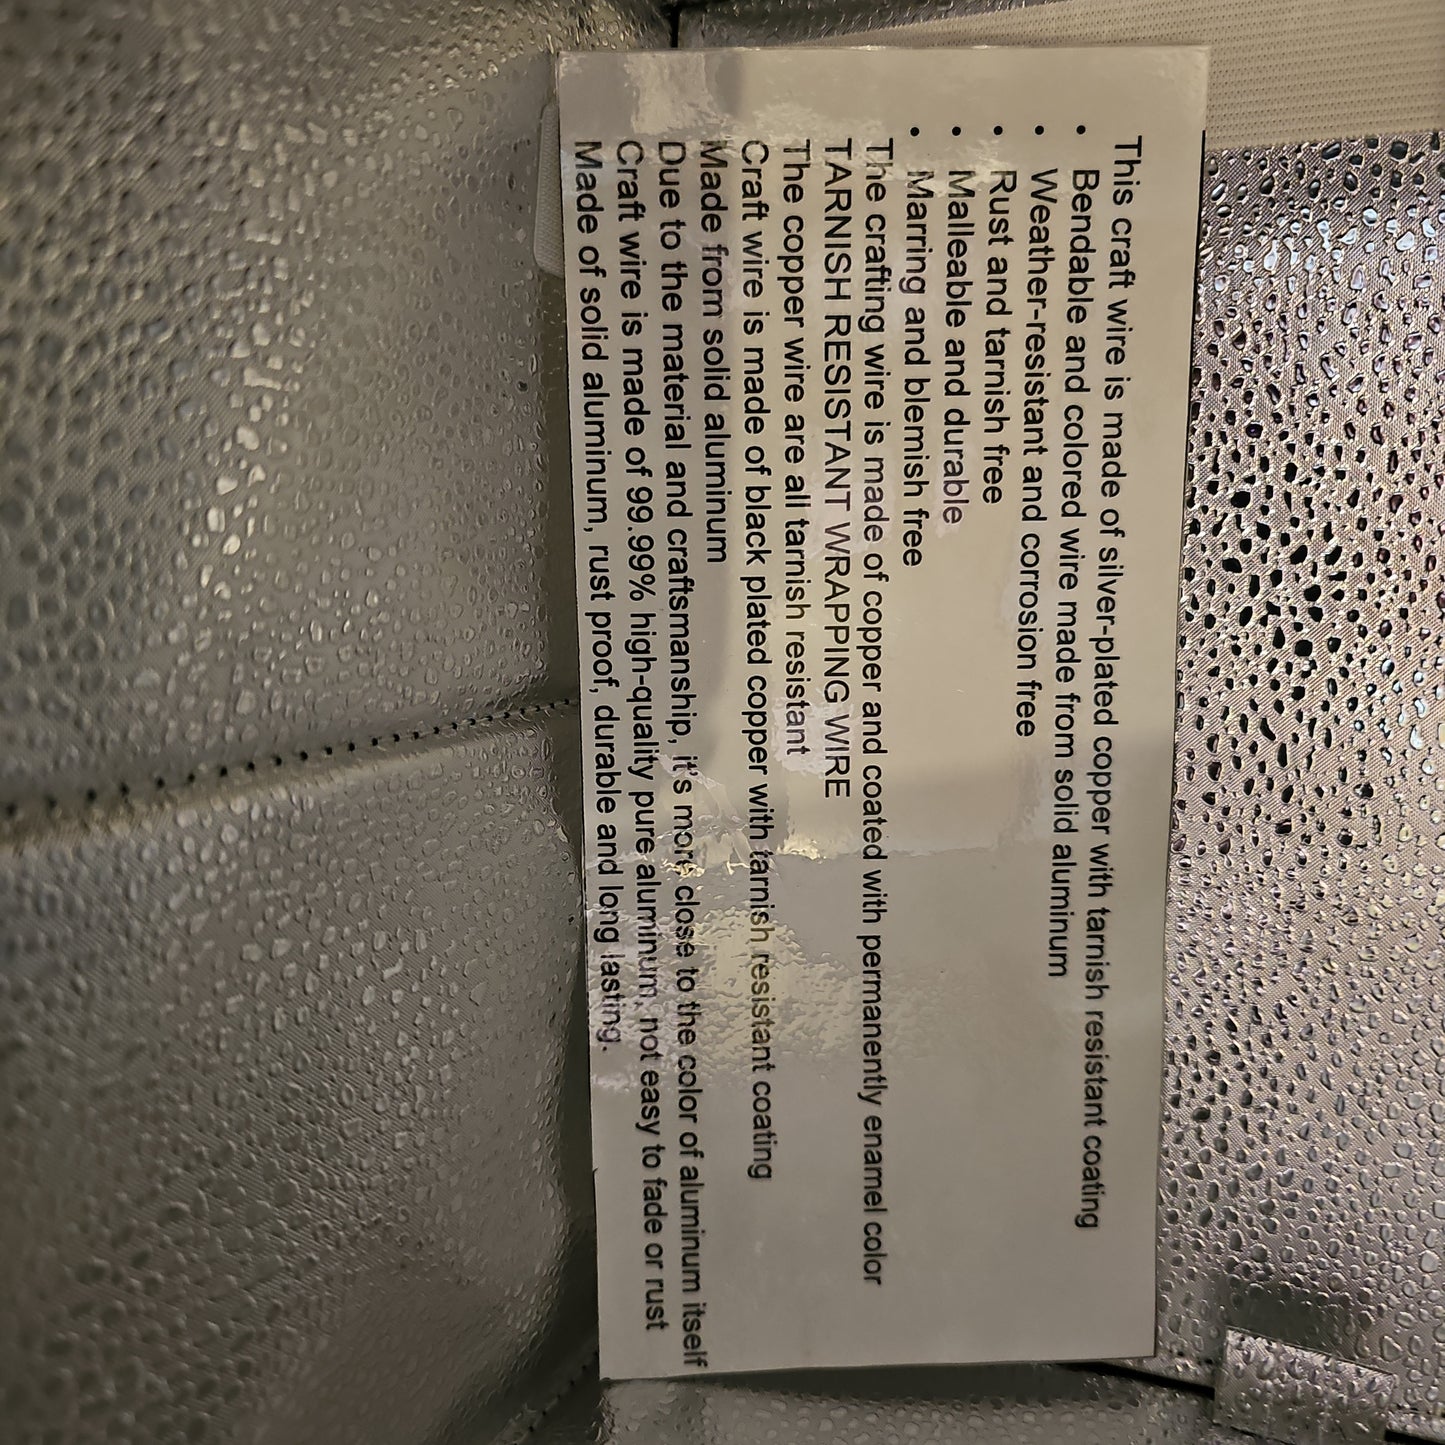 This craft wire is made of silver-plated copper with tarnish resistant coating
• Bendable and colored wire made from solid aluminum
• Weather-resistant and corrosion free
• Rust and tarnish free
• Malleable and durable
• Marring and blemish free
The crafting wire is made of copper and coated with permanently enamel color
TARNISH RESISTANT WRAPPING WIRE
The copper wire are all tarnish resistant
Craft wire is made of black plated copper with tarnish resistant coating
Made from solid aluminum
Due to the material and craftsmanship, it's more close to the color of aluminum itself
Craft wire is made of 99.99% high-quality pure aluminum, not easy to fade or rust
Made of solid aluminum, rust proof, durable and long lasting.